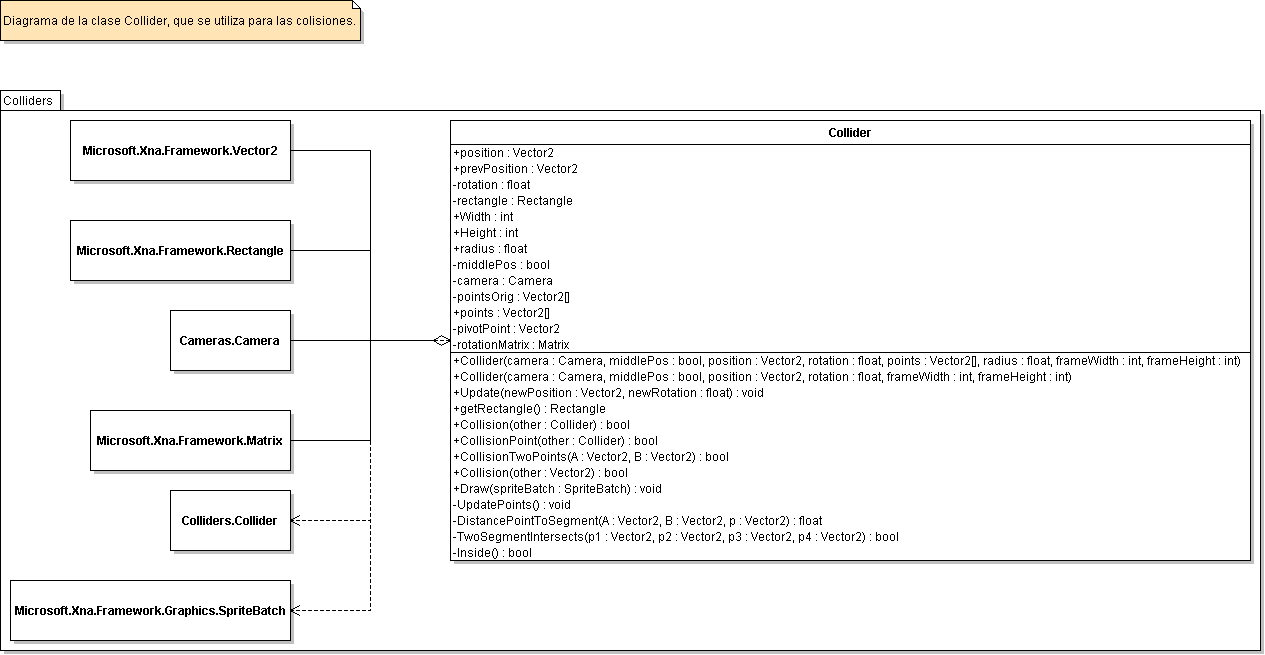 Diagrama de la clase Collider, que se utiliza para las colisiones.
Colliders
Microsoft.Xna.Framework.Vector2
Microsoft.Xna.Framework.Rectangle
Cameras.Camera
Microsoft.Xna.Framework.Matrix
Colliders.Collider
Microsoft.Xna.Framework.Graphics.SpriteBatch
Collider
+position : Vector2
+prevPosition : Vector2
-rotation : float
-rectangle : Rectangle
+Width : int
+Height : int
+radius : float
-middlePos : bool
-camera : Camera
-pointsOrig : Vector2[]
+points : Vector2[]
-pivotPoint : Vector2
-rotationMatrix : Matrix
+Collider(camera : Camera, middlePos : bool, position : Vector2, rotation : float, points : Vector2[], radius : float, frameWidth : int, frameHeight : int)
+Collider(camera : Camera, middlePos : bool, position : Vector2, rotation : float, frameWidth : int, frameHeight : int)
+Update(newPosition : Vector2, newRotation : float) : void
+getRectangle() : Rectangle
+Collision(other : Collider) : bool
+CollisionPoint(other : Collider) : bool
+CollisionTwoPoints(A : Vector2, B : Vector2) : bool
+Collision(other : Vector2) : bool
+Draw(spriteBatch : SpriteBatch) : void
-UpdatePoints() : void
-DistancePointToSegment(A : Vector2, B : Vector2, p : Vector2) : float
-TwoSegmentIntersects(p1 : Vector2, p2 : Vector2, p3 : Vector2, p4 : Vector2) : bool
-Inside() : bool